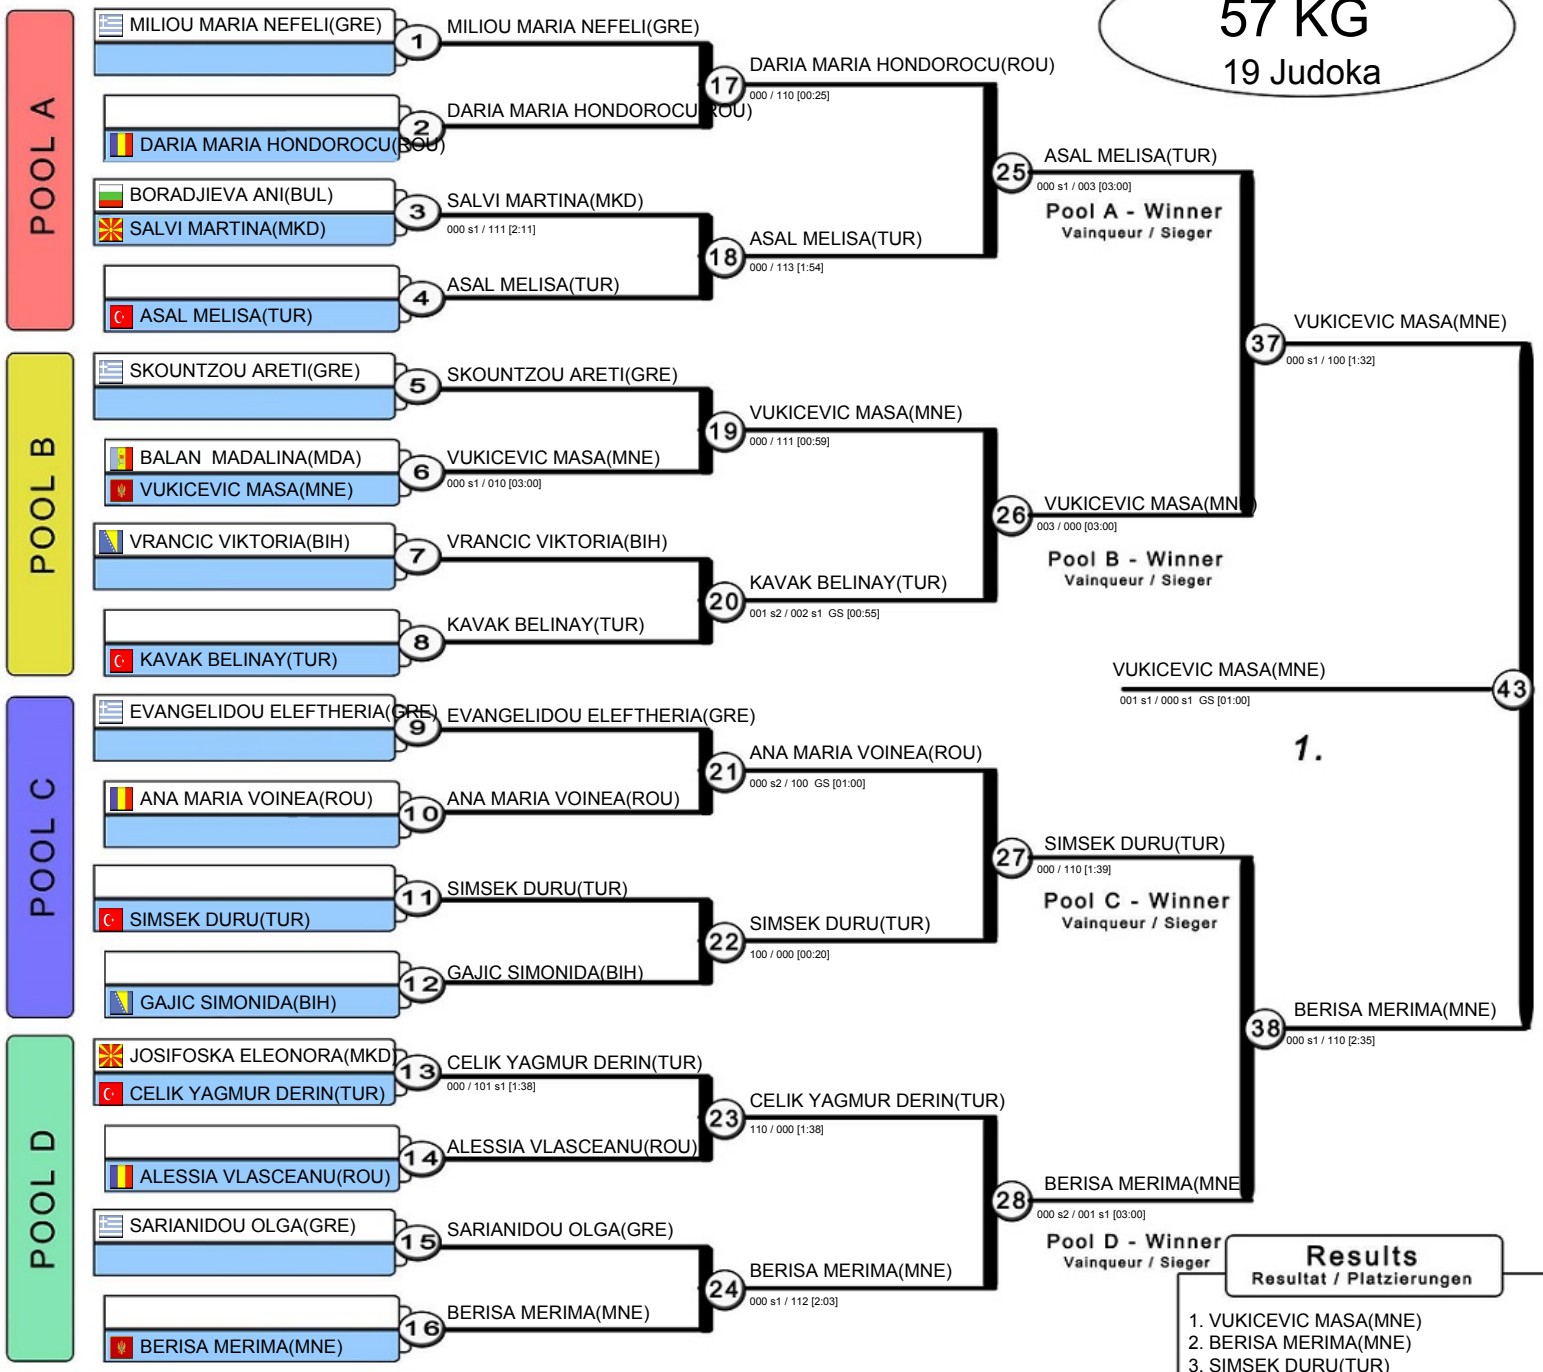 57 KG
19 Judoka
POOL A
MILIOU MARIA NEFELI(GRE)
1
MILIOU MARIA NEFELI(GRE)
2
DARIA MARIA HONDOROCU(ROU)
DARIA MARIA HONDOROCU(ROU)
17
DARIA MARIA HONDOROCU(ROU)
000 / 110 [00:25]
BORADJIEVA ANI(BUL)
SALVI MARTINA(MKD)
3
SALVI MARTINA(MKD)
000 s1 / 111 [2:11]
4
ASAL MELISA(TUR)
ASAL MELISA(TUR)
18
ASAL MELISA(TUR)
000 / 113 [1:54]
25
ASAL MELISA(TUR)
000 s1 / 003 [03:00]
Pool A - Winner
Vainqueur / Sieger
POOL B
SKOUNTZOU ARETI(GRE)
5
SKOUNTZOU ARETI(GRE)
BALAN  MADALINA(MDA)
VUKICEVIC MASA(MNE)
6
VUKICEVIC MASA(MNE)
000 s1 / 010 [03:00]
19
VUKICEVIC MASA(MNE)
000 / 111 [00:59]
VRANCIC VIKTORIA(BIH)
7
VRANCIC VIKTORIA(BIH)
8
KAVAK BELINAY(TUR)
KAVAK BELINAY(TUR)
20
KAVAK BELINAY(TUR)
001 s2 / 002 s1  GS [00:55]
26
VUKICEVIC MASA(MNE)
003 / 000 [03:00]
Pool B - Winner
Vainqueur / Sieger
37
VUKICEVIC MASA(MNE)
000 s1 / 100 [1:32]
VUKICEVIC MASA(MNE)
43
001 s1 / 000 s1  GS [01:00]
1.
POOL C
EVANGELIDOU ELEFTHERIA(GRE)
9
EVANGELIDOU ELEFTHERIA(GRE)
ANA MARIA VOINEA(ROU)
10
ANA MARIA VOINEA(ROU)
21
ANA MARIA VOINEA(ROU)
000 s2 / 100  GS [01:00]
11
SIMSEK DURU(TUR)
SIMSEK DURU(TUR)
12
GAJIC SIMONIDA(BIH)
GAJIC SIMONIDA(BIH)
22
SIMSEK DURU(TUR)
100 / 000 [00:20]
27
SIMSEK DURU(TUR)
000 / 110 [1:39]
Pool C - Winner
Vainqueur / Sieger
POOL D
JOSIFOSKA ELEONORA(MKD)
CELIK YAGMUR DERIN(TUR)
13
CELIK YAGMUR DERIN(TUR)
000 / 101 s1 [1:38]
14
ALESSIA VLASCEANU(ROU)
ALESSIA VLASCEANU(ROU)
23
CELIK YAGMUR DERIN(TUR)
110 / 000 [1:38]
SARIANIDOU OLGA(GRE)
15
SARIANIDOU OLGA(GRE)
16
BERISA MERIMA(MNE)
BERISA MERIMA(MNE)
24
BERISA MERIMA(MNE)
000 s1 / 112 [2:03]
28
BERISA MERIMA(MNE
000 s2 / 001 s1 [03:00]
Pool D - Winner
Vainqueur / Sieger
38
BERISA MERIMA(MNE)
000 s1 / 110 [2:35]
Results
Resultat / Platzierungen
1. VUKICEVIC MASA(MNE)
2. BERISA MERIMA(MNE)
3. SIMSEK DURU(TUR)